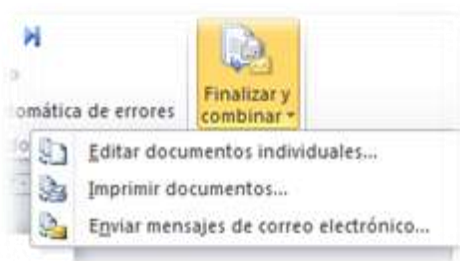 Finalizar y
omática de errores combinar
Editar documentos individuales...
Imprimir documentos...
Enviar mensajes de correo electrónico...